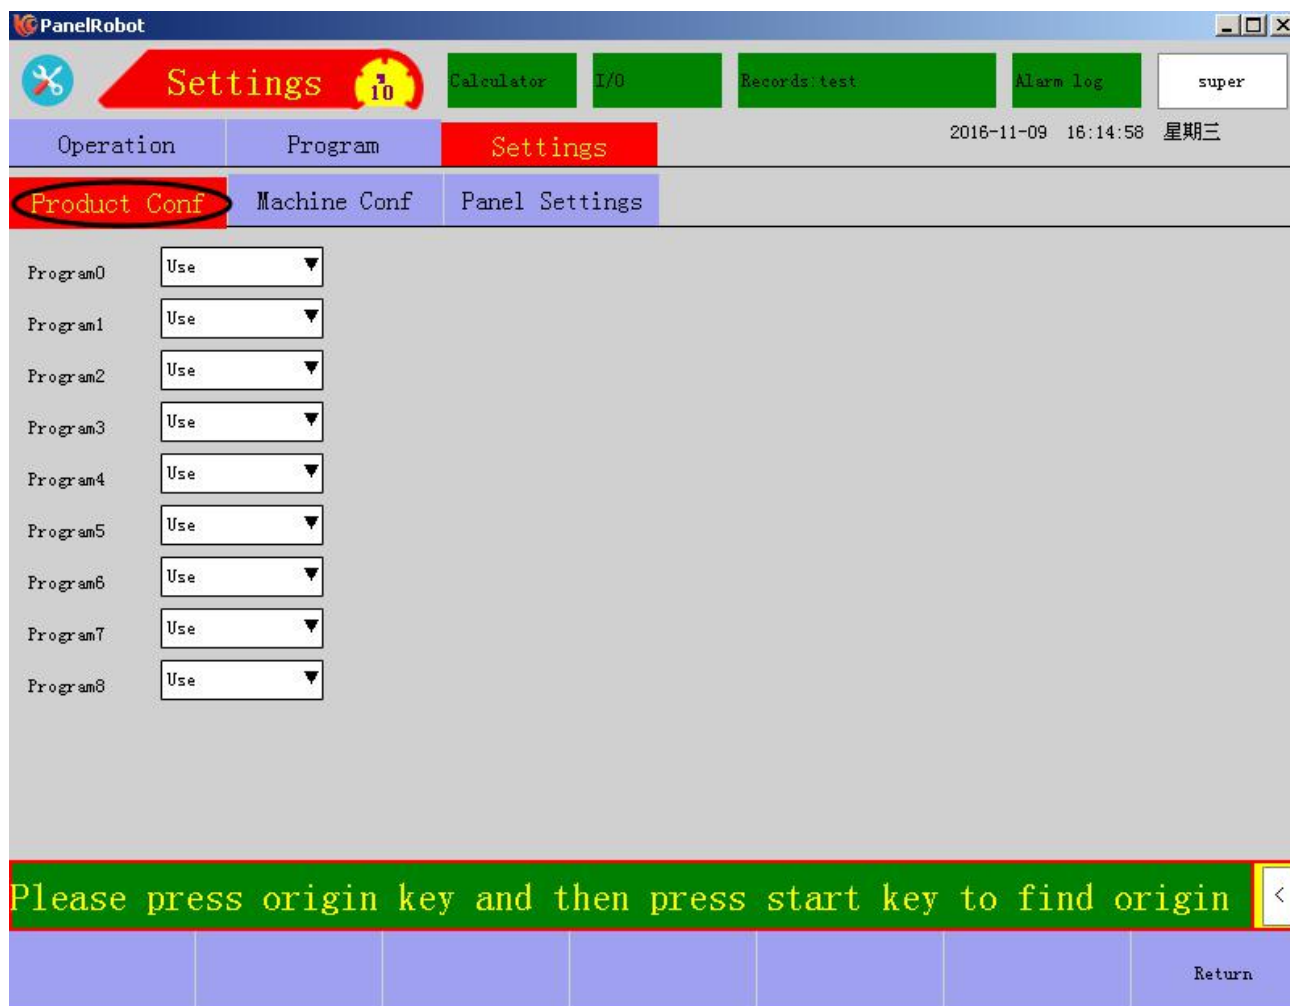 PanelRobot
Settings
10
Calculator
I/O
Records:test
Alarm log
super
Operation
Program
Settings
2016-11-09 16:14:58 星期三
Product Conf
Machine Conf
Panel Settings
Program0 Use
Program1 Use
Program2 Use
Program3 Use
Program4 Use
Program5 Use
Program6 Use
Program7 Use
Program8 Use
Please press origin key and then press start key to find origin
<
Return